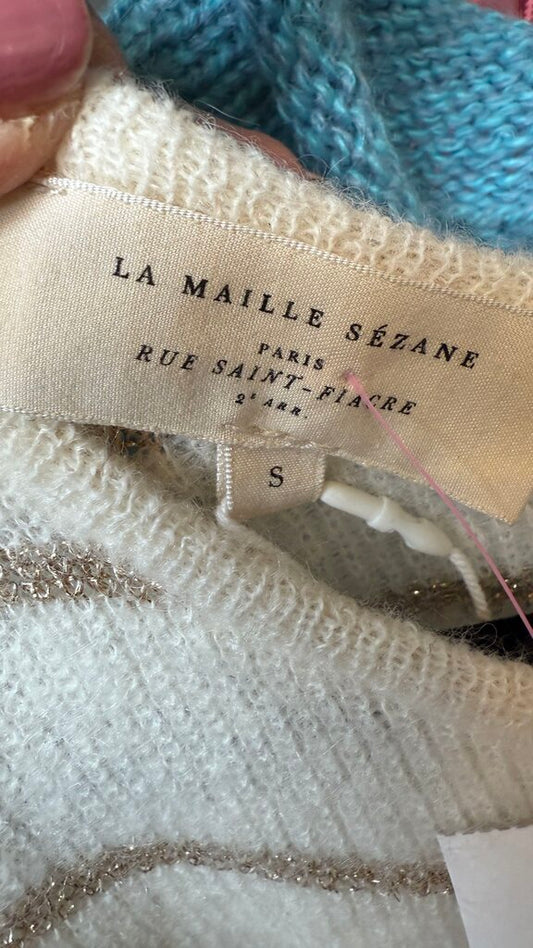 LA MAILLE SÉZANE
PARIS
RUE SAINT-FIACRE
2E ARR.
S